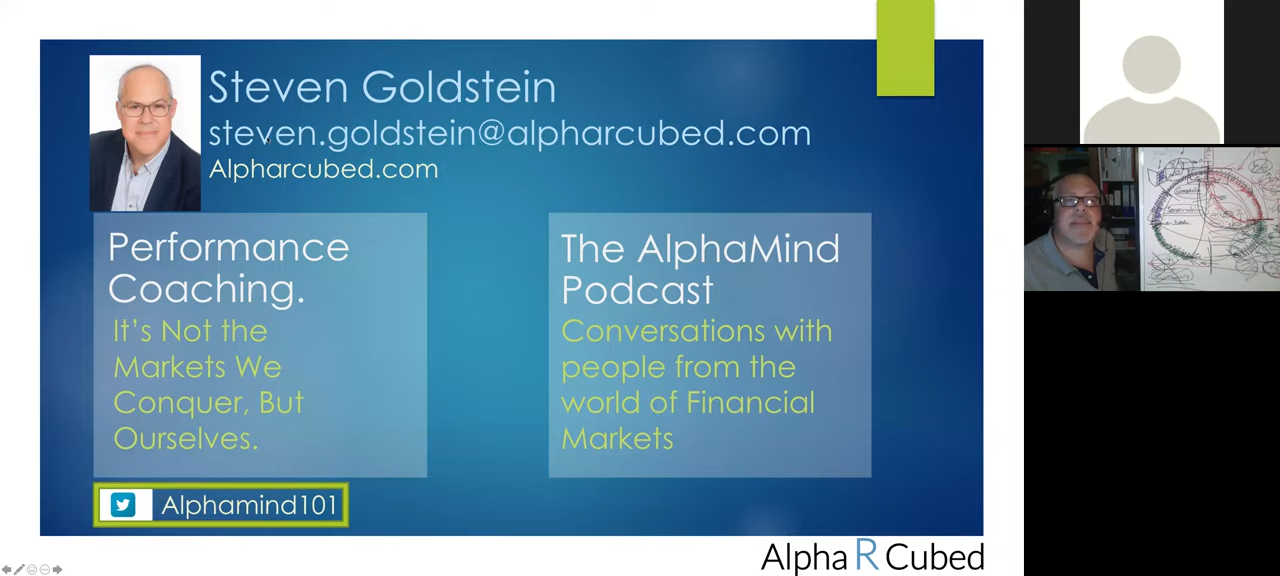 Steven Goldstein
steven.goldstein@alpharcubed.com
Alpharcubed.com
Performance
Coaching.
It’s Not the
Markets We
Conquer, But
Ourselves.
The AlphaMind
Podcast
Conversations with
people from the
world of Financial
Markets
Alphamind101
Alpha R Cubed